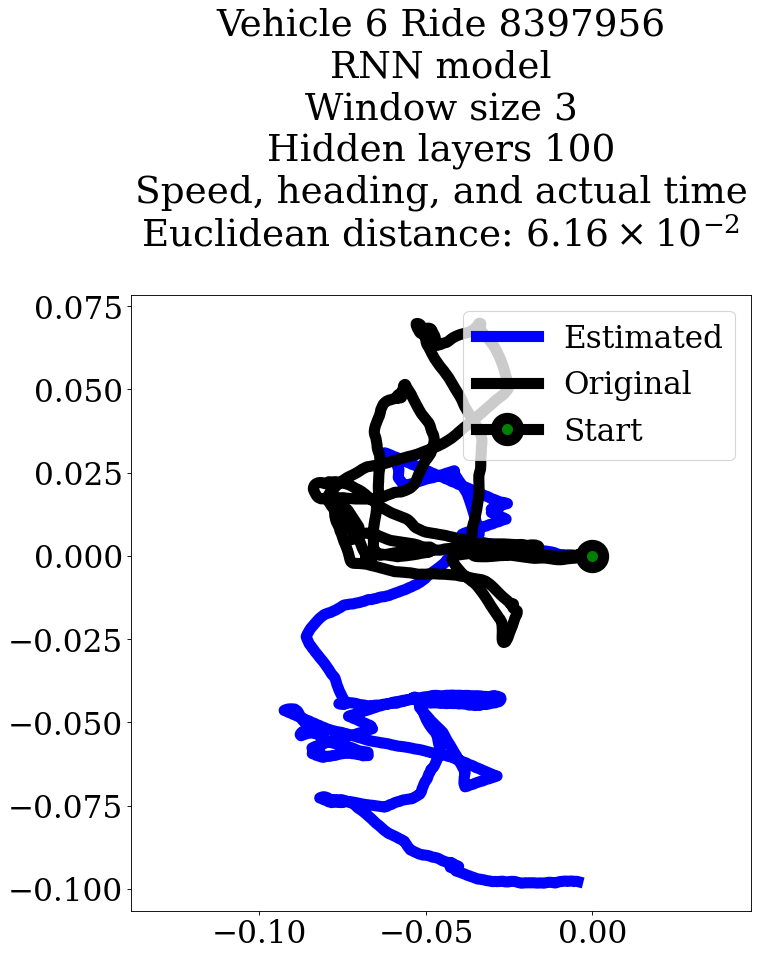 Vehicle 6 Ride 8397956
RNN model
Window size 3
Hidden layers 100
Speed, heading, and actual time
Euclidean distance: 6.16 × 10⁻²
Estimated
Original
Start
0.075
0.050
0.025
0.000
−0.025
−0.050
−0.075
−0.100
−0.10
−0.05
0.00